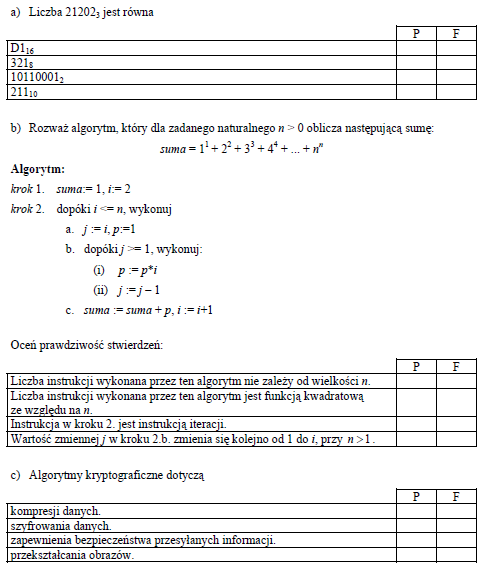 a) Liczba 21202₃ jest równa
P F
D1₁₆
321₈
10110001₂
211₁₀
b) Rozważ algorytm, który dla zadanego naturalnego n > 0 oblicza następującą sumę:
suma = 1¹ + 2² + 3³ + 4⁴ + ... + nⁿ
Algorytm:
krok 1. suma:= 1, i:= 2
krok 2. dopóki i <= n, wykonuj
a. j := i, p:=1
b. dopóki j >= 1, wykonuj:
(i) p := p*i
(ii) j := j – 1
c. suma := suma + p, i := i+1
Oceń prawdziwość stwierdzeń:
P F
Liczba instrukcji wykonana przez ten algorytm nie zależy od wielkości n.
Liczba instrukcji wykonana przez ten algorytm jest funkcją kwadratową
ze względu na n.
Instrukcja w kroku 2. jest instrukcją iteracji.
Wartość zmiennej j w kroku 2.b. zmienia się kolejno od 1 do i, przy n >1 .
c) Algorytmy kryptograficzne dotyczą
P F
kompresji danych.
szyfrowania danych.
zapewnienia bezpieczeństwa przesyłanych informacji.
przekształcania obrazów.